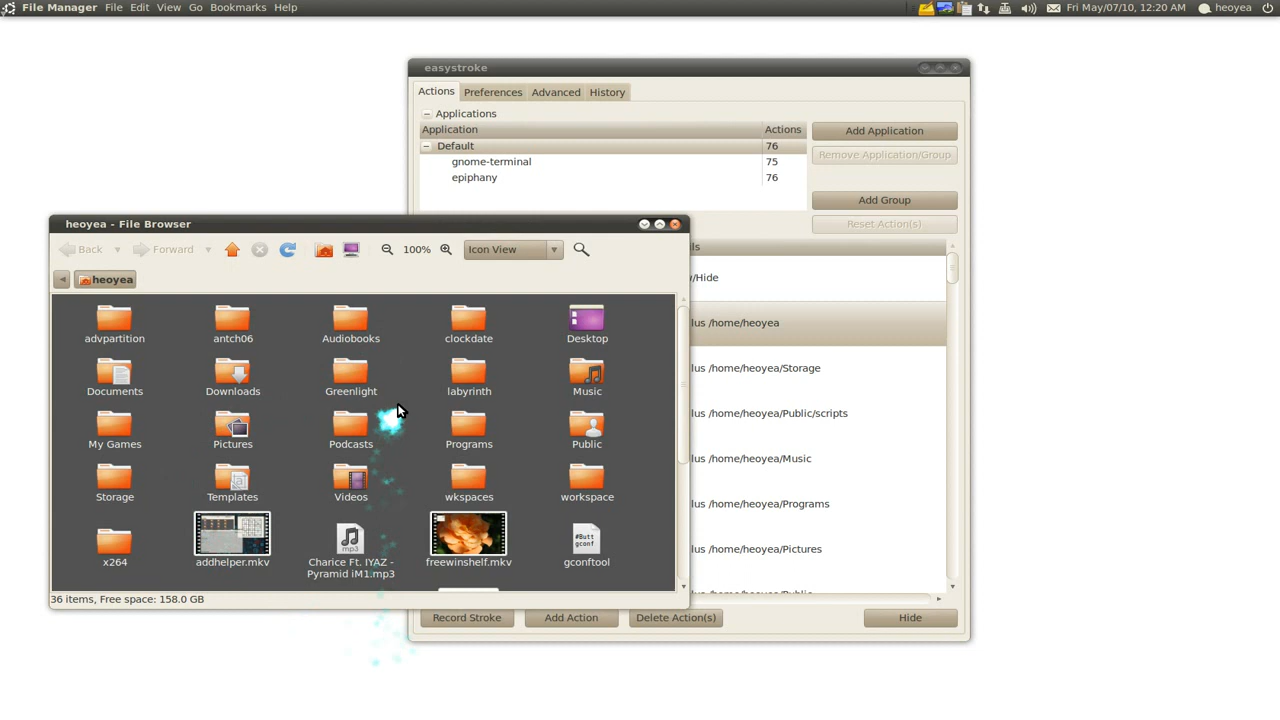 File Manager File Edit View Go Bookmarks Help Fri May/07/10, 12:20 AM heoyea
easystroke
Actions Preferences Advanced History
Applications
Application Actions
Default 76
gnome-terminal 75
epiphany 76
Add Application
Remove Application/Group
Add Group
Reset Action(s)
heoyea - File Browser
Back Forward 100% Icon View
heoyea
advpartition antch06 Audiobooks clockdate Desktop
Documents Downloads Greenlight labyrinth Music
My Games Pictures Podcasts Programs Public
Storage Templates Videos wkspaces workspace
x264 addhelper.mkv Charice Ft. IYAZ - freewinshelf.mkv gconftool
Pyramid iM1.mp3
mp3
#Butt
gconf
36 items, Free space: 158.0 GB
ls
/Hide
lus /home/heoyea
lus /home/heoyea/Storage
lus /home/heoyea/Public/scripts
lus /home/heoyea/Music
lus /home/heoyea/Programs
lus /home/heoyea/Pictures
Record Stroke Add Action Delete Action(s) Hide